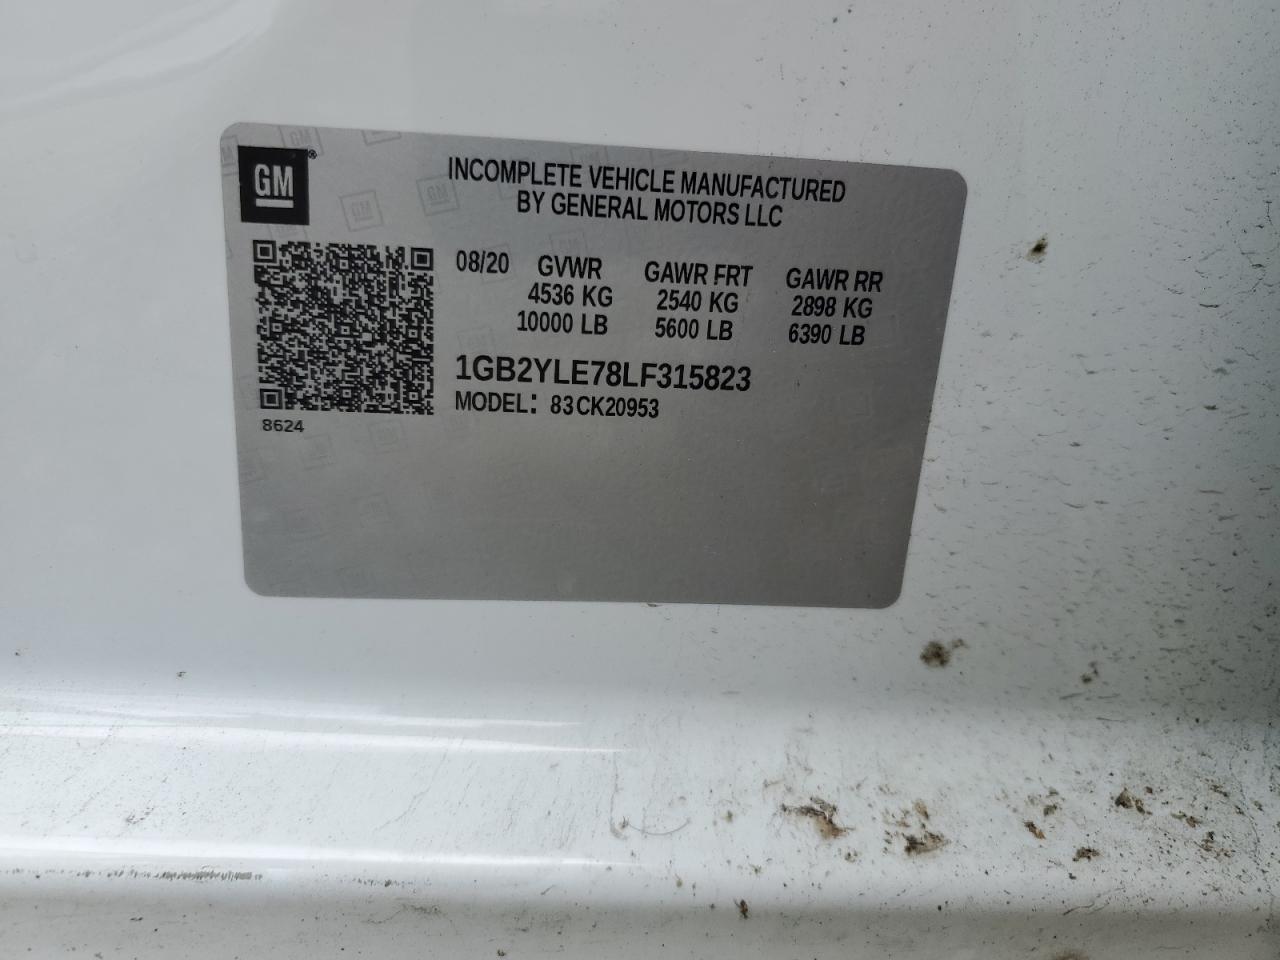 GM®
INCOMPLETE VEHICLE MANUFACTURED
BY GENERAL MOTORS LLC
08/20 GVWR GAWR FRT GAWR RR
4536 KG 2540 KG 2898 KG
10000 LB 5600 LB 6390 LB
1GB2YLE78LF315823
MODEL: 83CK20953
8624